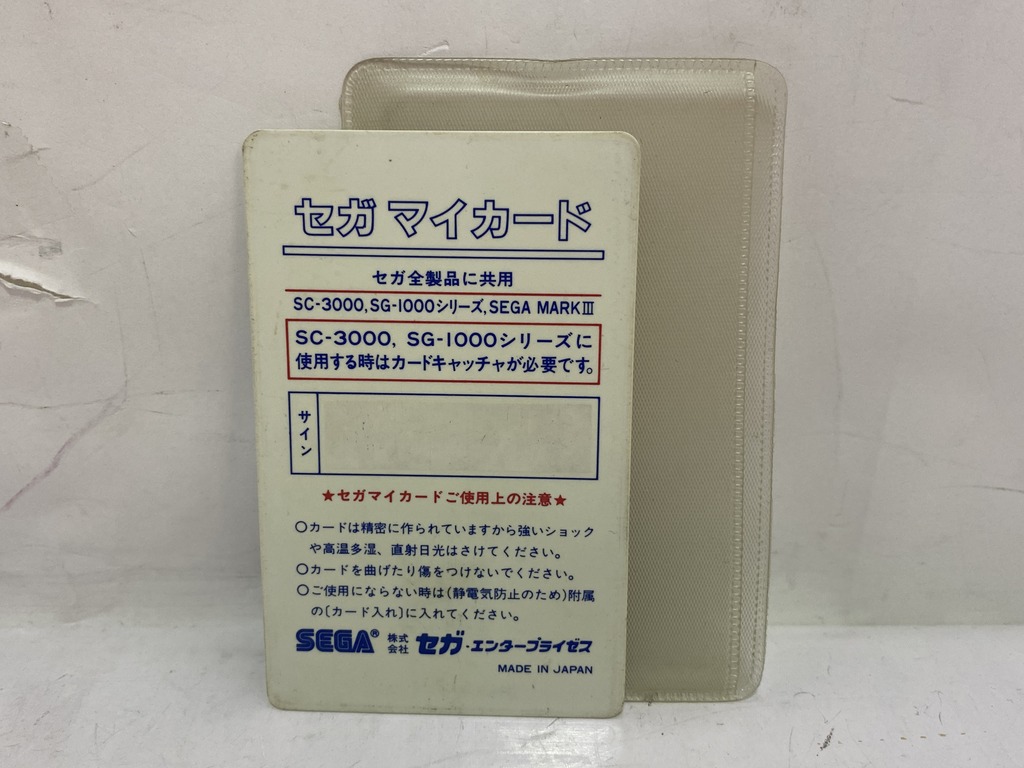 セガ マイカード
セガ全製品に共用
SC-3000,SG-1000シリーズ,SEGA MARKⅢ
SC-3000, SG-1000シリーズに
使用する時はカードキャッチャが必要です。
サイン
★セガマイカードご使用上の注意★
○カードは精密に作られていますから強いショック
や高温多湿、直射日光はさけてください。
○カードを曲げたり傷をつけないでください。
○ご使用にならない時は(静電気防止のため)附属
の〔カード入れ〕に入れてください。
SEGA® 株式会社 セガ・エンタープライゼス
MADE IN JAPAN